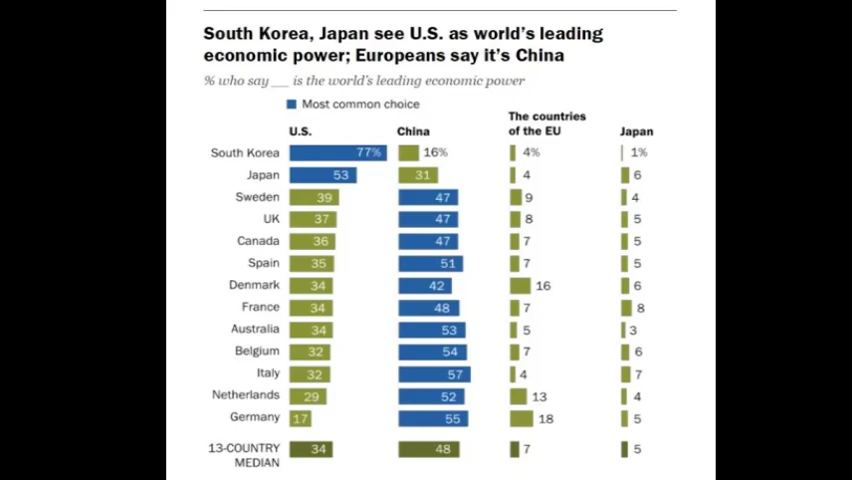 South Korea, Japan see U.S. as world's leading
economic power; Europeans say it's China
% who say __ is the world's leading economic power
Most common choice
U.S. China The countries
of the EU Japan
South Korea 77% 16% 4% 1%
Japan 53 31 4 6
Sweden 39 47 9 4
UK 37 47 8 5
Canada 36 47 7 5
Spain 35 51 7 5
Denmark 34 42 16 6
France 34 48 7 8
Australia 34 53 5 3
Belgium 32 54 7 6
Italy 32 57 4 7
Netherlands 29 52 13 4
Germany 17 55 18 5
13-COUNTRY
MEDIAN 34 48 7 5